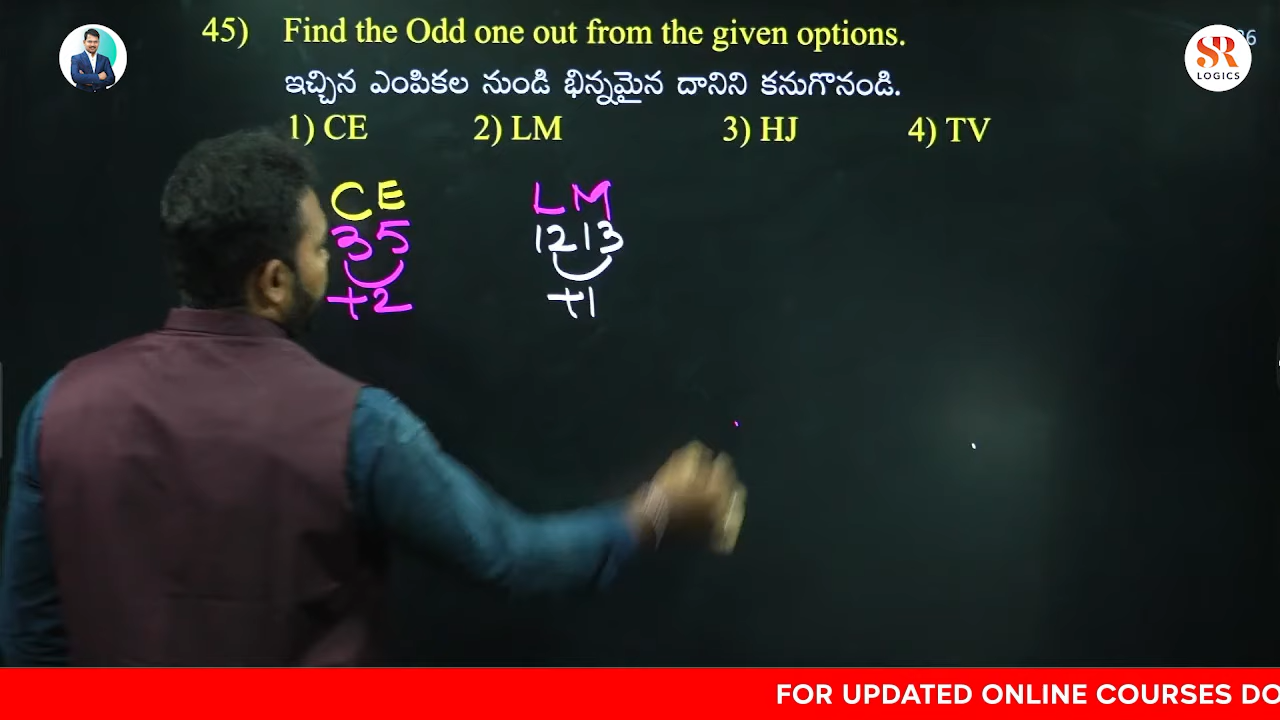 45) Find the Odd one out from the given options.
ఇచ్చిన ఎంపికల నుండి భిన్నమైన దానిని కనుగొనండి.
1) CE 2) LM 3) HJ 4) TV
CE LM
35 1213
+2 +1
SR
LOGICS
FOR UPDATED ONLINE COURSES DO